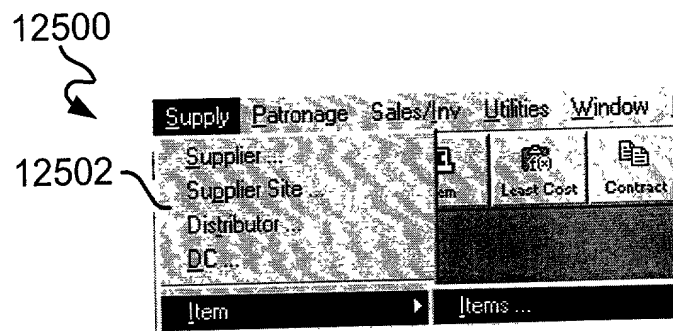 12500
Supply Patronage Sales/Inv Utilities Window
Supplier ...
12502
Supplier Site ...
Least Cost Contract
Distributor ...
DC ...
Item Items ...